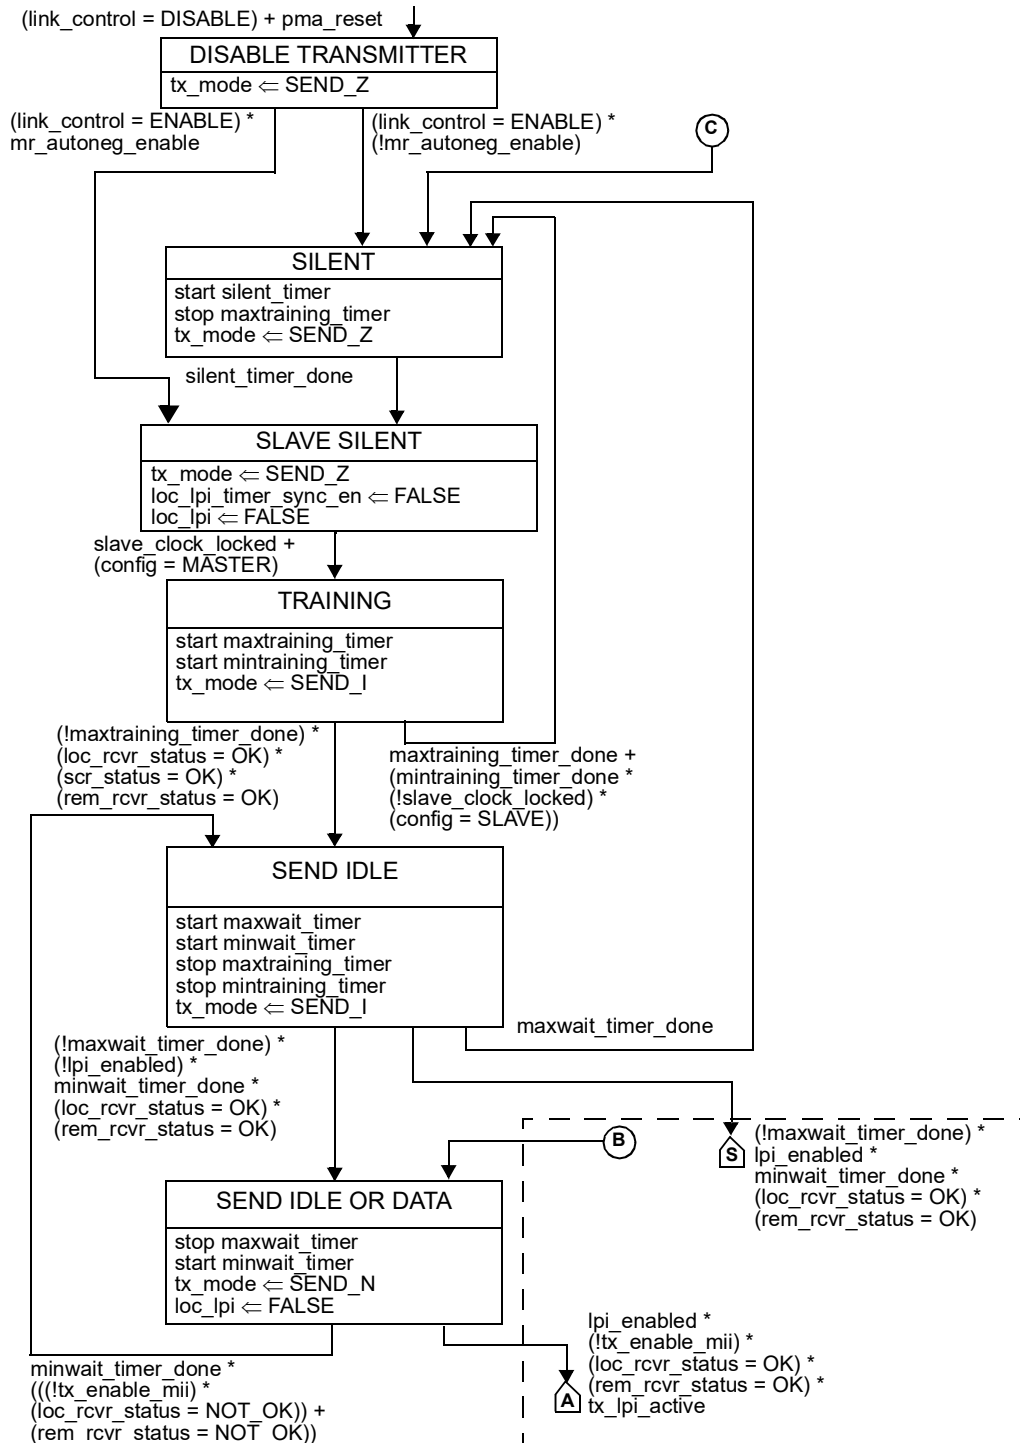 (link_control = DISABLE) + pma_reset
DISABLE TRANSMITTER
tx_mode ⇐ SEND_Z
(link_control = ENABLE) *
mr_autoneg_enable
(link_control = ENABLE) *
(!mr_autoneg_enable)
C
SILENT
start silent_timer
stop maxtraining_timer
tx_mode ⇐ SEND_Z
silent_timer_done
SLAVE SILENT
tx_mode ⇐ SEND_Z
loc_lpi_timer_sync_en ⇐ FALSE
loc_lpi ⇐ FALSE
slave_clock_locked +
(config = MASTER)
TRAINING
start maxtraining_timer
start mintraining_timer
tx_mode ⇐ SEND_I
(!maxtraining_timer_done) *
(loc_rcvr_status = OK) *
(scr_status = OK) *
(rem_rcvr_status = OK)
maxtraining_timer_done +
(mintraining_timer_done *
(!slave_clock_locked) *
(config = SLAVE))
SEND IDLE
start maxwait_timer
start minwait_timer
stop maxtraining_timer
stop mintraining_timer
tx_mode ⇐ SEND_I
maxwait_timer_done
(!maxwait_timer_done) *
(!lpi_enabled) *
minwait_timer_done *
(loc_rcvr_status = OK) *
(rem_rcvr_status = OK)
B
S
(!maxwait_timer_done) *
lpi_enabled *
minwait_timer_done *
(loc_rcvr_status = OK) *
(rem_rcvr_status = OK)
SEND IDLE OR DATA
stop maxwait_timer
start minwait_timer
tx_mode ⇐ SEND_N
loc_lpi ⇐ FALSE
lpi_enabled *
(!tx_enable_mii) *
(loc_rcvr_status = OK) *
(rem_rcvr_status = OK) *
tx_lpi_active
A
minwait_timer_done *
(((!tx_enable_mii) *
(loc_rcvr_status = NOT_OK)) +
(rem_rcvr_status = NOT_OK))